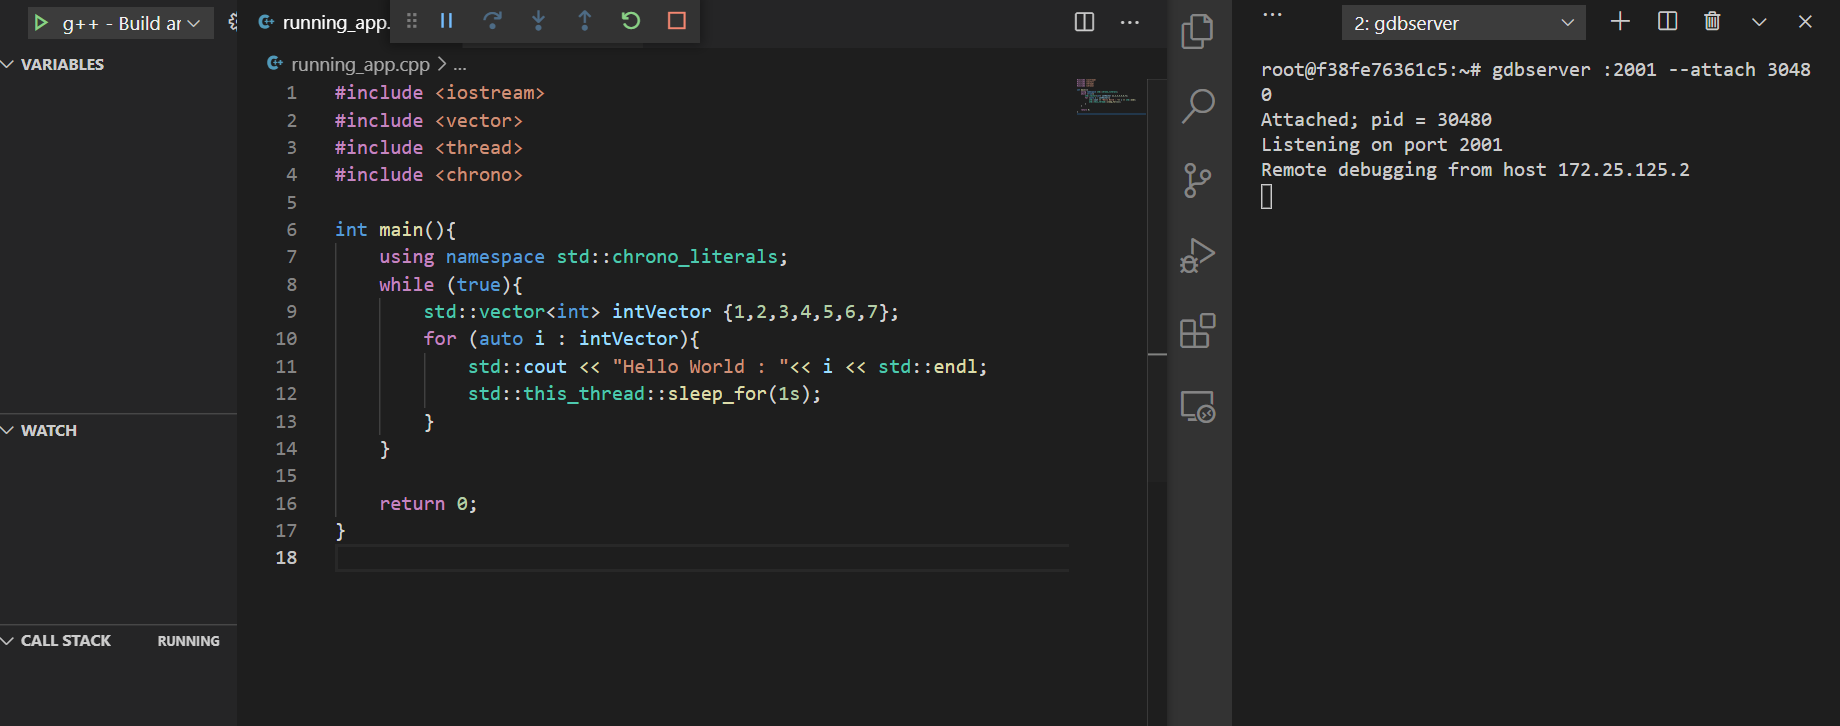 g++ - Build ar
VARIABLES
WATCH
CALL STACK RUNNING
running_app.
running_app.cpp > ...
1 #include <iostream>
2 #include <vector>
3 #include <thread>
4 #include <chrono>
5
6 int main(){
7 using namespace std::chrono_literals;
8 while (true){
9 std::vector<int> intVector {1,2,3,4,5,6,7};
10 for (auto i : intVector){
11 std::cout << "Hello World : "<< i << std::endl;
12 std::this_thread::sleep_for(1s);
13 }
14 }
15
16 return 0;
17 }
18
2: gdbserver
root@f38fe76361c5:~# gdbserver :2001 --attach 3048
0
Attached; pid = 30480
Listening on port 2001
Remote debugging from host 172.25.125.2